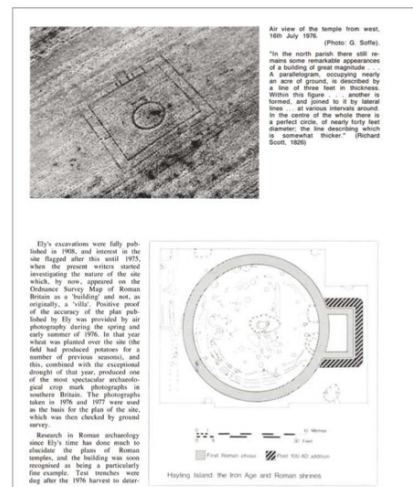 Air view of the temple from west,
16th July 1976.
(Photo: G. Soffe).
"In the north parish there still re-
mains some remarkable appearances
of a building of great magnitude . . .
A parallelogram, occupying nearly
an acre of ground, is described by
a line of three feet in thickness.
Within this figure . . . another is
formed, and joined to it by lateral
lines . . . at various intervals around.
In the centre of the whole there is
a perfect circle, of nearly forty feet
diameter; the line describing which
is somewhat thicker." (Richard
Scott, 1826)
Ely's excavations were fully pub-
lished in 1908, and interest in the
site flagged after this until 1975,
when the present writers started
investigating the nature of the site
which, by now, appeared on the
Ordnance Survey Map of Roman
Britain as a 'building' and not, as
originally, a 'villa'. Positive proof
of the accuracy of the plan pub-
lished by Ely was provided by air
photography during the spring and
early summer of 1976. In that year
wheat was planted over the site (the
field had produced potatoes for a
number of previous seasons), and
this, combined with the exceptional
drought of that year, produced one
of the most spectacular archaeolo-
gical crop mark photographs in
southern Britain. The photographs
taken in 1976 and 1977 were used
as the basis for the plan of the site,
which was then checked by ground
survey.
Research in Roman archaeology
since Ely's time has done much to
elucidate the plans of Roman
temples, and the building was soon
recognised as being a particularly
fine example. Test trenches were
dug after the 1976 harvest to deter-
Metres
Feet
First Roman phase
Post 100 AD addition
Hayling Island: the Iron Age and Roman shrines